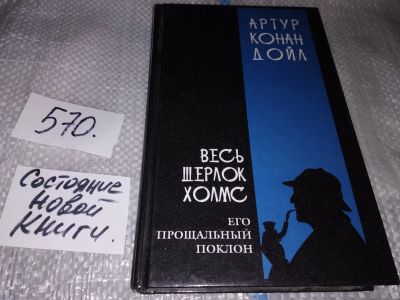 570.
Состояние
Новой
Книги.
АРТУР
КОНАН
ДОЙЛ
ВЕСЬ
ШЕРЛОК
ХОЛМС
ЕГО
ПРОЩАЛЬНЫЙ
ПОКЛОН